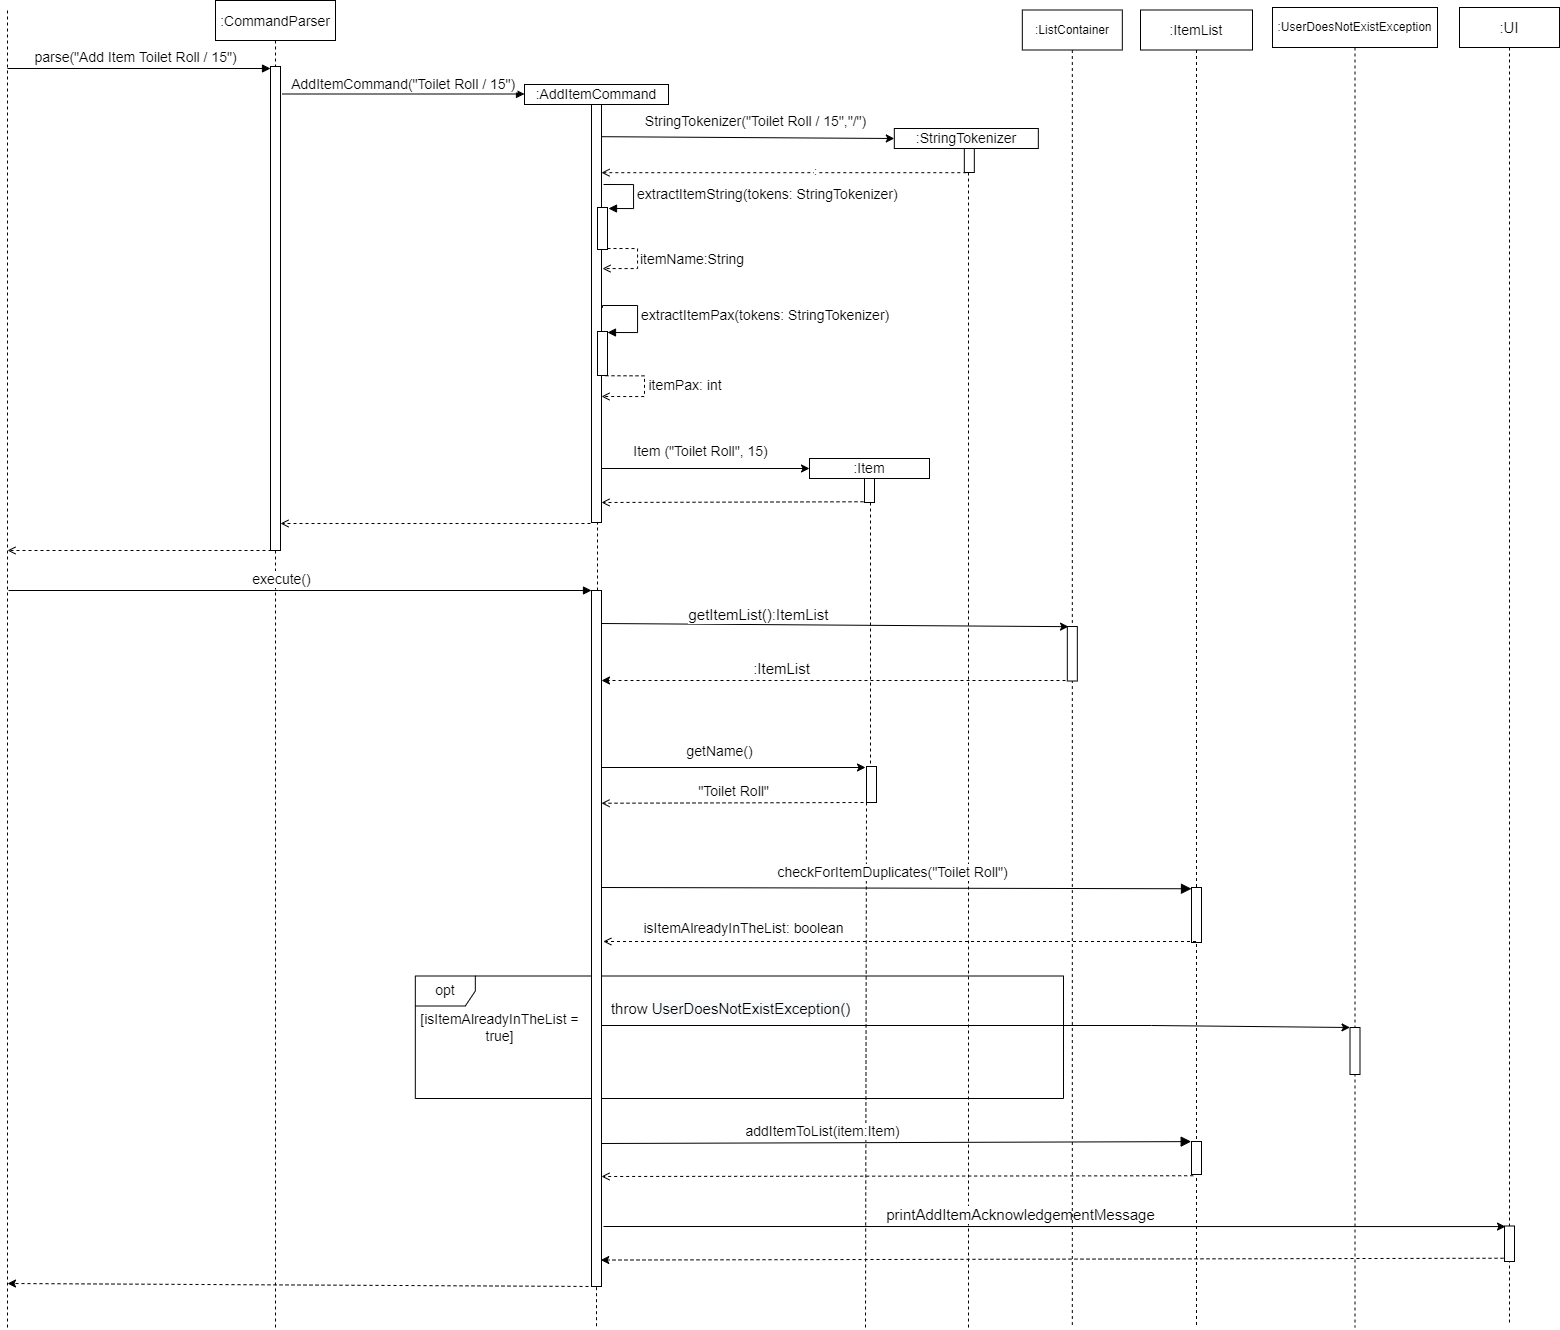 :CommandParser
:ListContainer
:ItemList
:UserDoesNotExistException
:UI
parse("Add Item Toilet Roll / 15")
AddItemCommand("Toilet Roll / 15")
:AddItemCommand
StringTokenizer("Toilet Roll / 15","/")
:StringTokenizer
:
extractItemString(tokens: StringTokenizer)
itemName:String
extractItemPax(tokens: StringTokenizer)
itemPax: int
Item ("Toilet Roll", 15)
:Item
execute()
getItemList():ItemList
:ItemList
getName()
"Toilet Roll"
checkForItemDuplicates("Toilet Roll")
isItemAlreadyInTheList: boolean
opt
throw UserDoesNotExistException()
[isItemAlreadyInTheList =
true]
addItemToList(item:Item)
printAddItemAcknowledgementMessage